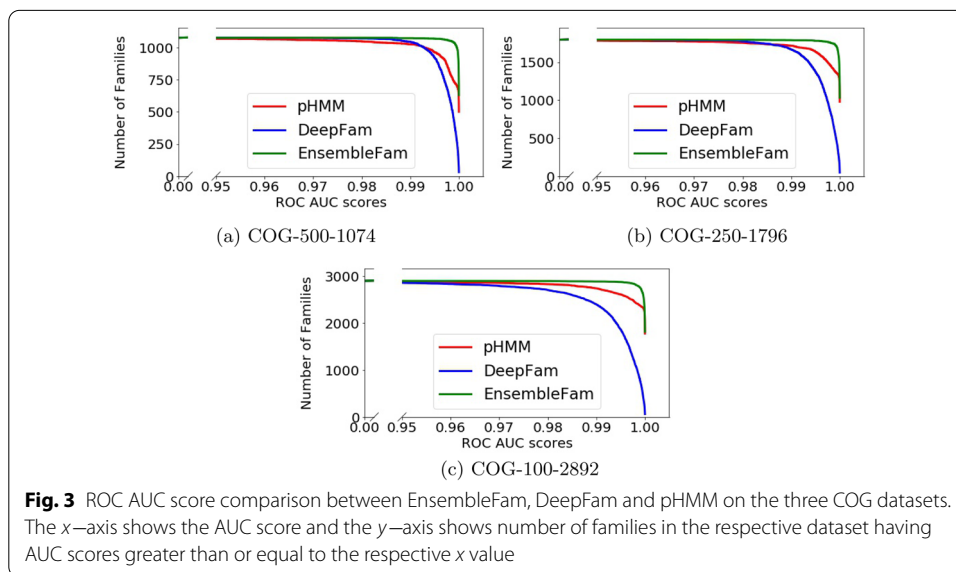 Number of Families
1000
750
500
250
0
pHMM
DeepFam
EnsembleFam
0.00 0.95 0.96 0.97 0.98 0.99 1.00
ROC AUC scores
(a) COG-500-1074
Number of Families
1500
1000
500
0
pHMM
DeepFam
EnsembleFam
0.00 0.95 0.96 0.97 0.98 0.99 1.00
ROC AUC scores
(b) COG-250-1796
Number of Families
3000
2000
1000
0
pHMM
DeepFam
EnsembleFam
0.00 0.95 0.96 0.97 0.98 0.99 1.00
ROC AUC scores
(c) COG-100-2892
Fig. 3 ROC AUC score comparison between EnsembleFam, DeepFam and pHMM on the three COG datasets.
The x—axis shows the AUC score and the y—axis shows number of families in the respective dataset having
AUC scores greater than or equal to the respective x value